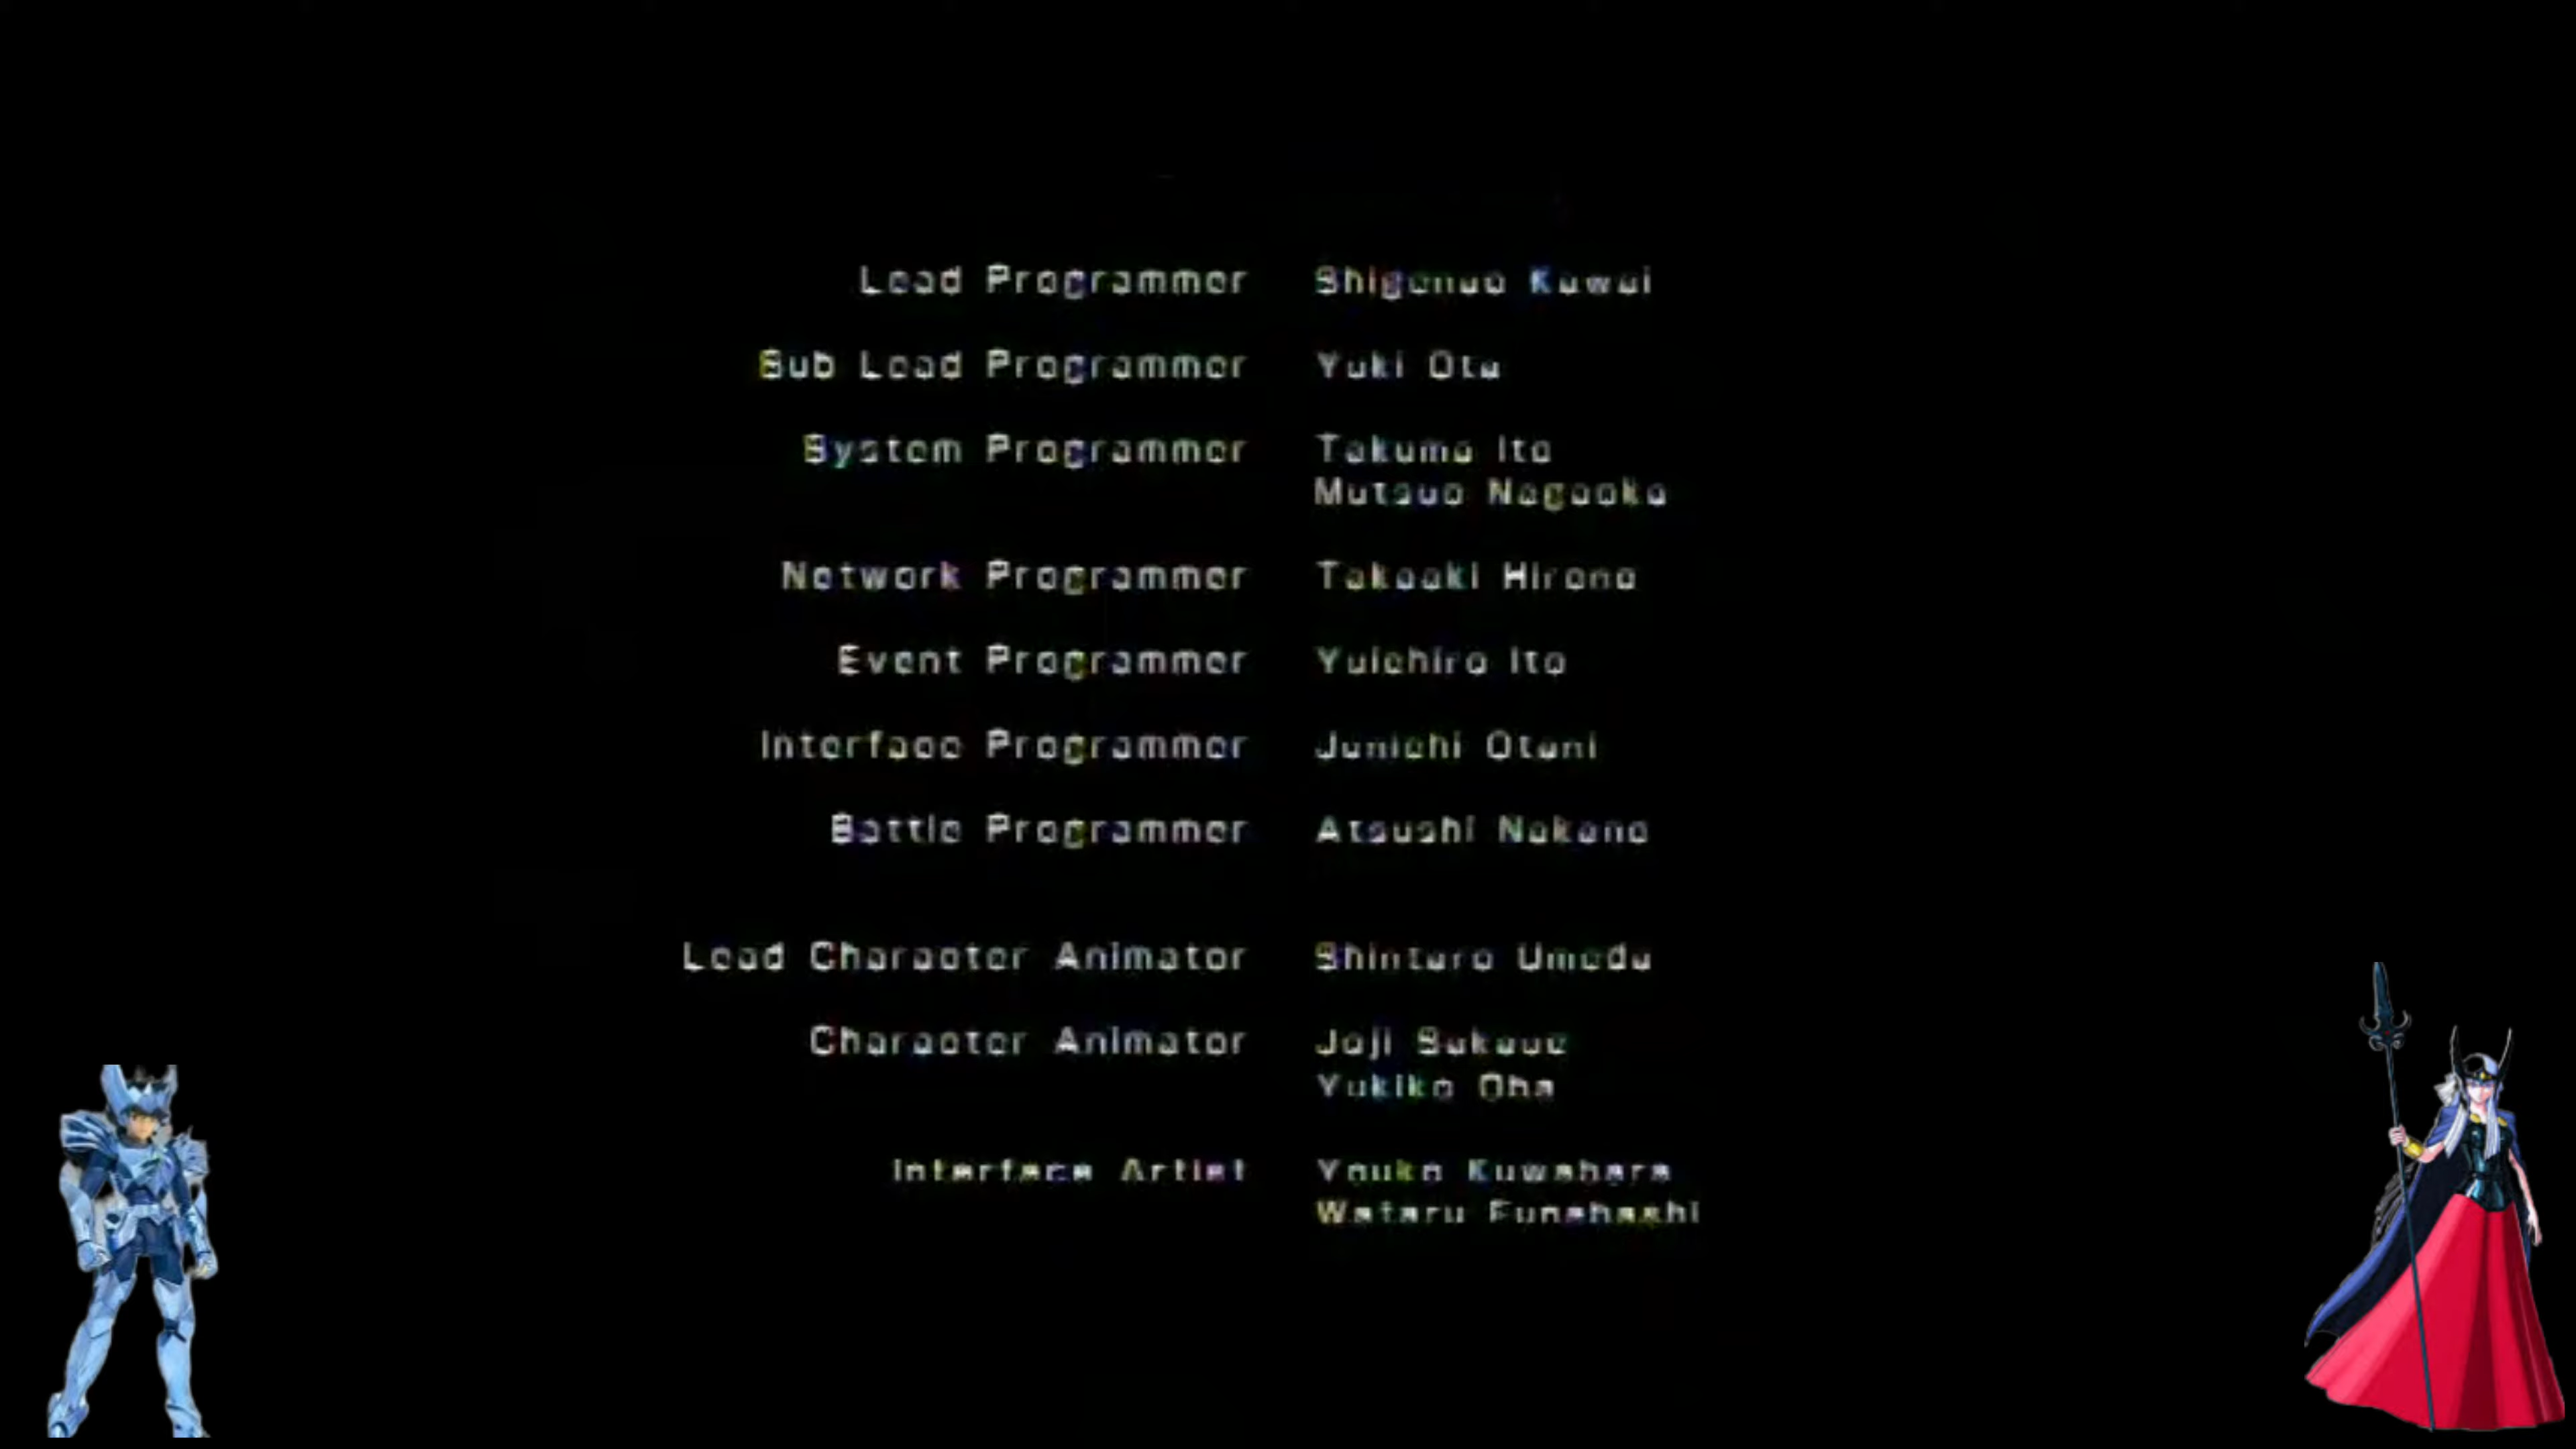 Lead Programmer Shigenao Kawai
Sub Lead Programmer Yuki Ota
System Programmer Takuma Ito
Mutsuo Nagaoka
Network Programmer Takaaki Hirono
Event Programmer Yuichiro Ito
Interface Programmer Junichi Otani
Battle Programmer Atsushi Nakano
Lead Character Animator Shintaro Umeda
Character Animator Joji Sakaue
Yukiko
Interface Artist Youko Kuwahara
Wataru Funahashi